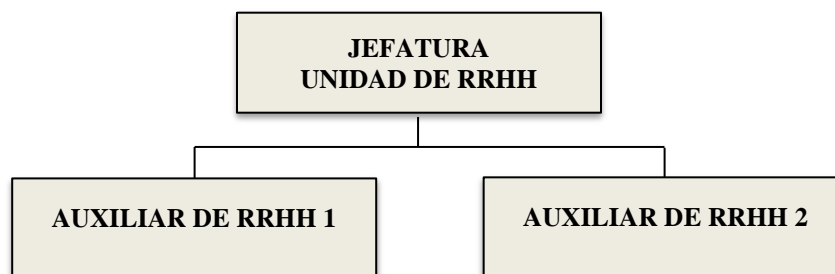 JEFATURA
UNIDAD DE RRHH
AUXILIAR DE RRHH 1
AUXILIAR DE RRHH 2